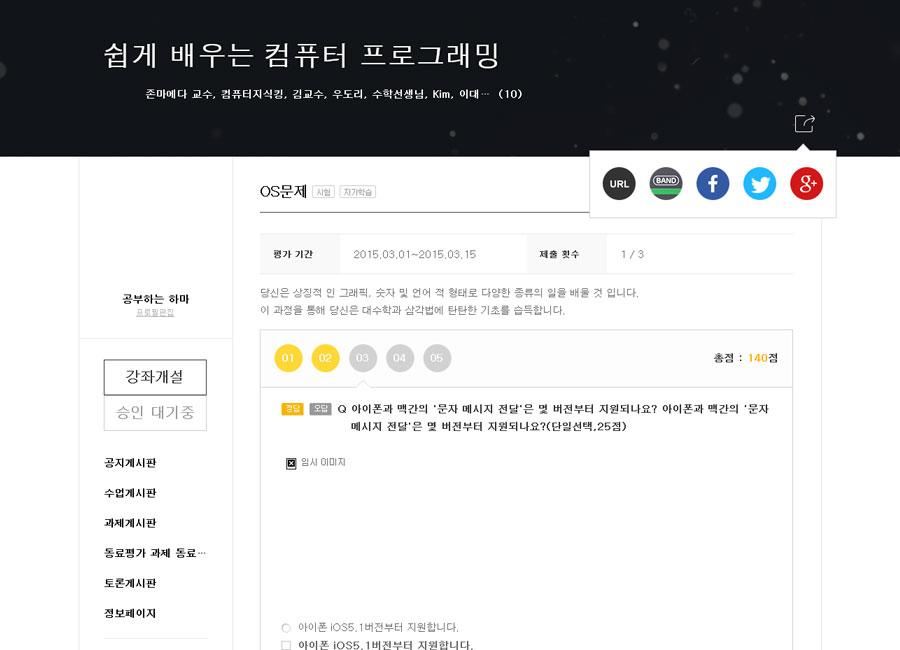 쉽게 배우는 컴퓨터 프로그래밍
존마에다 교수, 컴퓨터지식킹, 김교수, 우도리, 수학선생님, Kim, 이대… (10)
URL
BAND
f
g+
OS문제 시험 자가학습
평가 기간 2015.03.01~2015.03.15 제출 횟수 1 / 3
당신은 상징적 인 그래픽, 숫자 및 언어 적 형태로 다양한 종류의 일을 배울 것 입니다.
이 과정을 통해 당신은 대수학과 삼각법에 탄탄한 기초를 습득합니다.
공부하는 하마
프로필편집
강좌개설
승인 대기중
공지게시판
수업게시판
과제게시판
동료평가 과제 동료…
토론게시판
정보페이지
01 02 03 04 05 총점 : 140점
정답 오답 Q 아이폰과 맥간의 '문자 메시지 전달'은 몇 버전부터 지원되나요? 아이폰과 맥간의 '문자
메시지 전달'은 몇 버전부터 지원되나요?(단일선택,25점)
임시 이미지
아이폰 iOS5.1버전부터 지원합니다.
아이폰 iOS5.1버전부터 지원합니다.